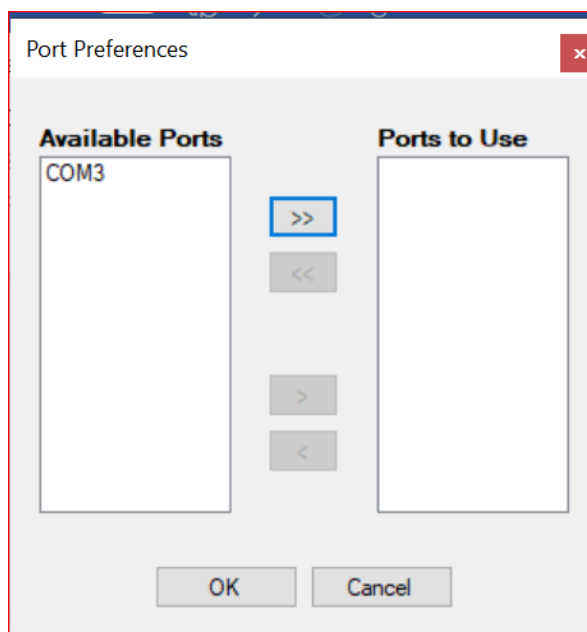 Port Preferences
x
Available Ports
Ports to Use
COM3
>>
<<
>
<
OK
Cancel